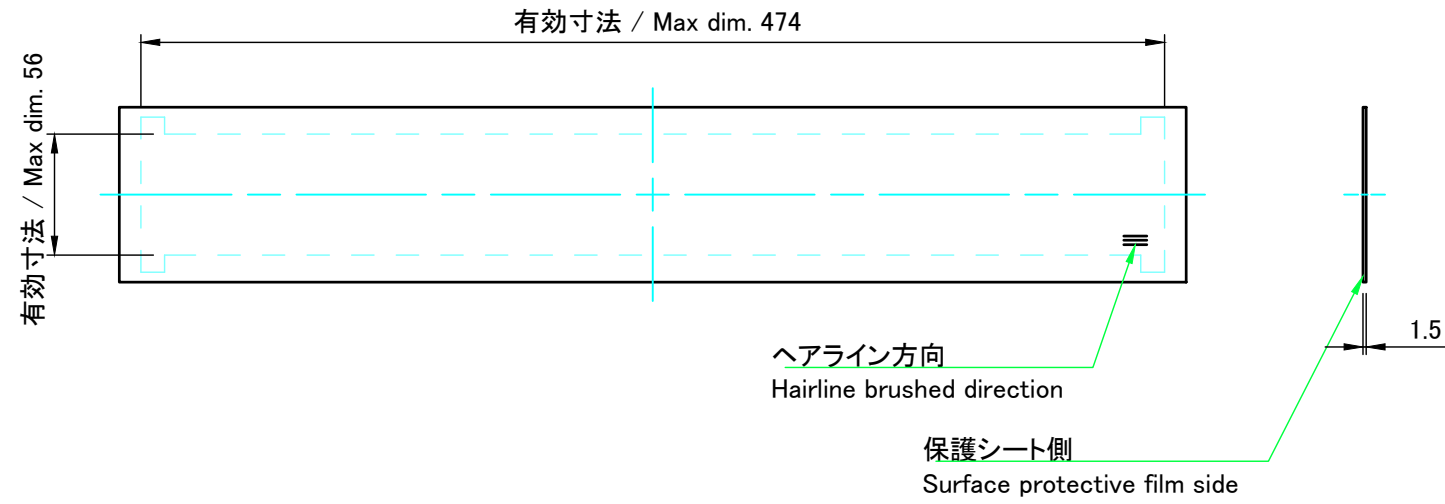 有効寸法 / Max dim. 474
有効寸法 / Max dim. 56
1.5
ヘアライン方向
Hairline brushed direction
保護シート側
Surface protective film side